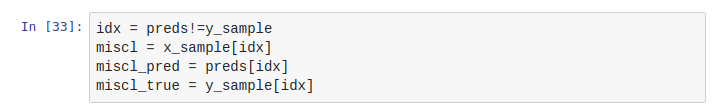 In [33]: idx = preds!=y_sample
miscl = x_sample[idx]
miscl_pred = preds[idx]
miscl_true = y_sample[idx]